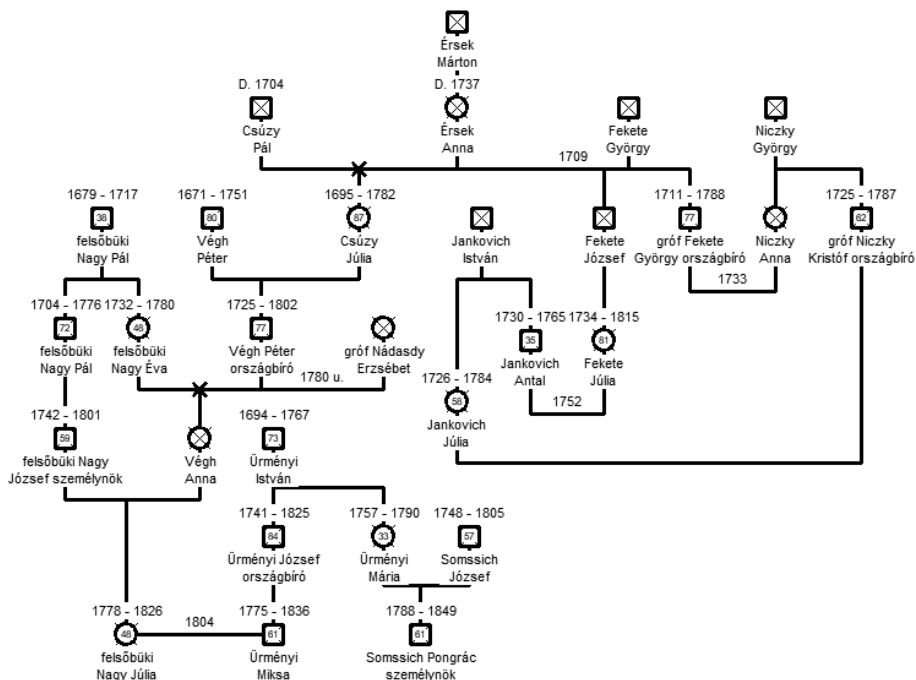 Érsek
Márton
D. 1704
D. 1737
Csúzy
Pál
Érsek
Anna
Fekete
György
Niczky
György
1709
1679 - 1717
1671 - 1751
1695 - 1782
1711 - 1788
1725 - 1787
38
80
87
77
62
felsőbüki
Nagy Pál
Végh
Péter
Csúzy
Júlia
Jankovich
István
Fekete
József
gróf Fekete
György országbíró
Niczky
Anna
gróf Niczky
Kristóf országbíró
1733
1704 - 1776
1732 - 1780
1725 - 1802
1730 - 1765
1734 - 1815
72
48
77
35
81
felsőbüki
Nagy Pál
felsőbüki
Nagy Éva
Végh Péter
országbíró
gróf Nádasdy
Erzsébet
Jankovich
Antal
Fekete
Júlia
1780 u.
1726 - 1784
1752
58
Jankovich
Júlia
1742 - 1801
1694 - 1767
59
73
felsőbüki Nagy
József személynök
Végh
Anna
Ürményi
István
1741 - 1825
1757 - 1790
1748 - 1805
84
33
57
Ürményi József
országbíró
Ürményi
Mária
Somssich
József
1778 - 1826
1804
1775 - 1836
1788 - 1849
48
61
61
felsőbüki
Nagy Júlia
Ürményi
Miksa
Somssich Pongrác
személynök